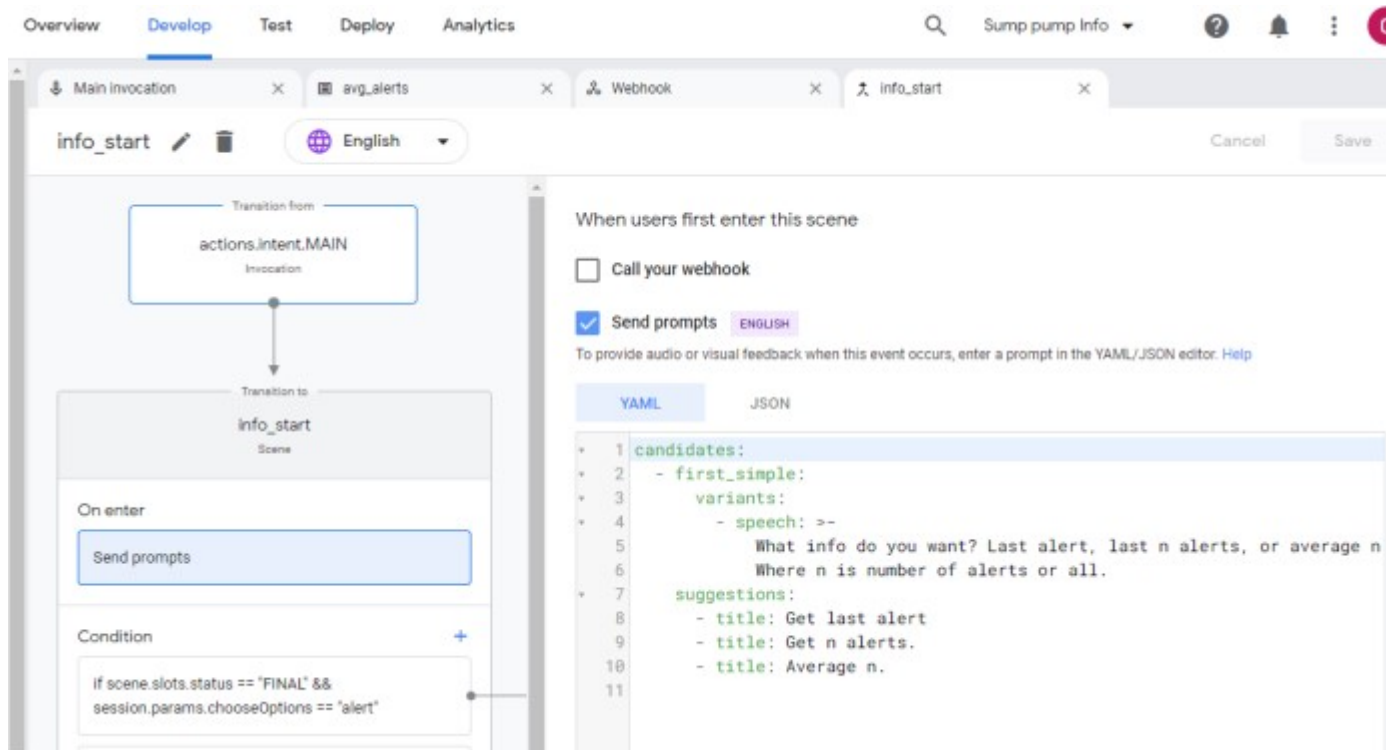 Overview Develop Test Deploy Analytics Sump pump Info
Main invocation avg_alerts Webhook info_start
info_start English Cancel Save
Transition from
actions.intent.MAIN
Invocation
Transition to
info_start
Scene
On enter
Send prompts
Condition +
if scene.slots.status == "FINAL" &&
session.params.chooseOptions == "alert"
When users first enter this scene
Call your webhook
Send prompts ENGLISH
To provide audio or visual feedback when this event occurs, enter a prompt in the YAML/JSON editor. Help
YAML JSON
1 candidates:
2 - first_simple:
3 variants:
4 - speech: >-
5 What info do you want? Last alert, last n alerts, or average n
6 Where n is number of alerts or all.
7 suggestions:
8 - title: Get last alert
9 - title: Get n alerts.
10 - title: Average n.
11